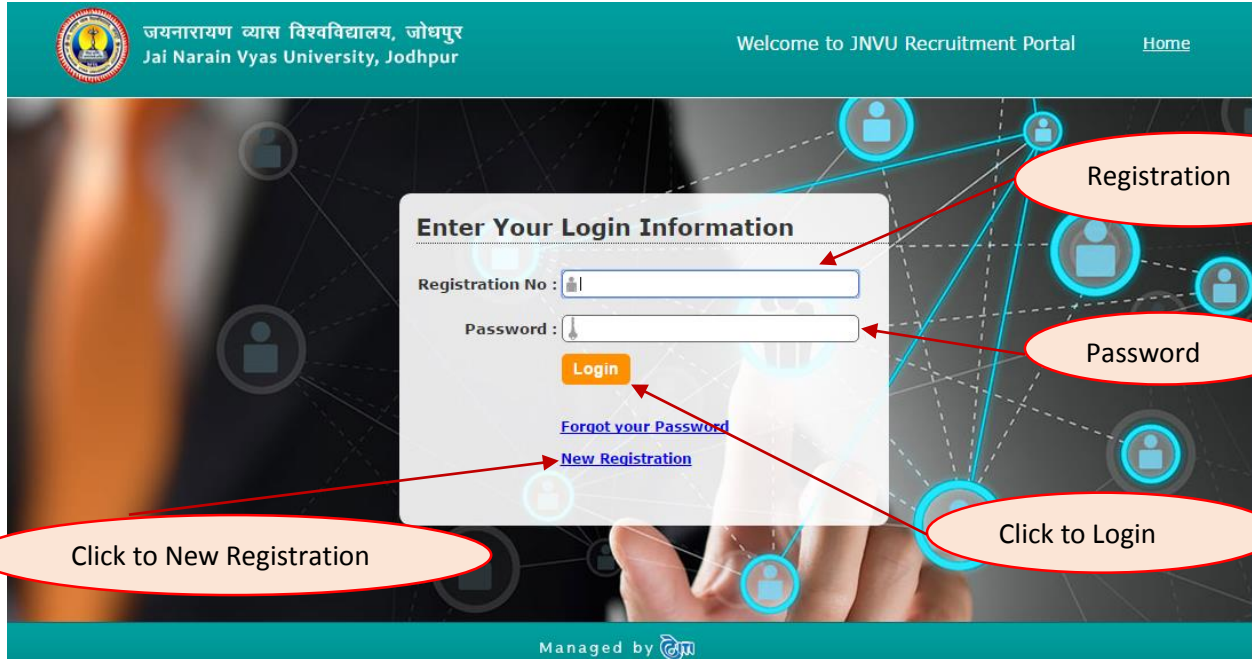 जयनारायण व्यास विश्वविद्यालय, जोधपुर
Jai Narain Vyas University, Jodhpur
Welcome to JNVU Recruitment Portal
Home
Registration
Enter Your Login Information
Registration No :
Password :
Password
Login
Forgot your Password
New Registration
Click to Login
Click to New Registration
Managed by